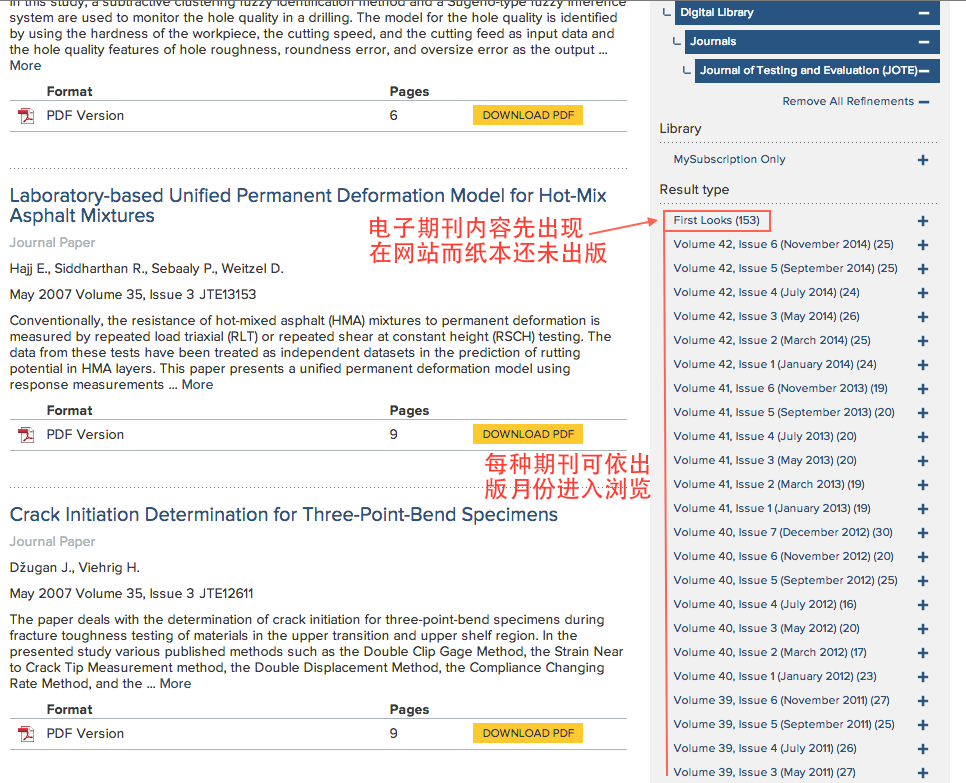 In this study, a subtractive clustering fuzzy identification method and a Sugeno-type fuzzy inference
system are used to monitor the hole quality in a drilling. The model for the hole quality is identified
by using the hardness of the workpiece, the cutting speed, and the cutting feed as input data and
the hole quality features of hole roughness, roundness error, and oversize error as the output ...
More
Format Pages
PDF Version 6 DOWNLOAD PDF
Laboratory-based Unified Permanent Deformation Model for Hot-Mix
Asphalt Mixtures
Journal Paper
Hajj E., Siddharthan R., Sebaaly P., Weitzel D.
May 2007 Volume 35, Issue 3 JTE13153
Conventionally, the resistance of hot-mixed asphalt (HMA) mixtures to permanent deformation is
measured by repeated load triaxial (RLT) or repeated shear at constant height (RSCH) testing. The
data from these tests have been treated as independent datasets in the prediction of rutting
potential in HMA layers. This paper presents a unified permanent deformation model using
response measurements ... More
Format Pages
PDF Version 9 DOWNLOAD PDF
Crack Initiation Determination for Three-Point-Bend Specimens
Journal Paper
Džugan J., Viehrig H.
May 2007 Volume 35, Issue 3 JTE12611
The paper deals with the determination of crack initiation for three-point-bend specimens during
fracture toughness testing of materials in the upper transition and upper shelf region. In the
presented study various published methods such as the Double Clip Gage Method, the Strain Near
to Crack Tip Measurement method, the Double Displacement Method, the Compliance Changing
Rate Method, and the ... More
Format Pages
PDF Version 9 DOWNLOAD PDF
电子期刊内容先出现
在网站而纸本还未出版
每种期刊可依出
版月份进入浏览
Digital Library
Journals
Journal of Testing and Evaluation (JOTE)
Remove All Refinements
Library
MySubscription Only
Result type
First Looks (153)
Volume 42, Issue 6 (November 2014) (25)
Volume 42, Issue 5 (September 2014) (25)
Volume 42, Issue 4 (July 2014) (24)
Volume 42, Issue 3 (May 2014) (26)
Volume 42, Issue 2 (March 2014) (25)
Volume 42, Issue 1 (January 2014) (24)
Volume 41, Issue 6 (November 2013) (19)
Volume 41, Issue 5 (September 2013) (20)
Volume 41, Issue 4 (July 2013) (20)
Volume 41, Issue 3 (May 2013) (20)
Volume 41, Issue 2 (March 2013) (19)
Volume 41, Issue 1 (January 2013) (19)
Volume 40, Issue 7 (December 2012) (30)
Volume 40, Issue 6 (November 2012) (20)
Volume 40, Issue 5 (September 2012) (25)
Volume 40, Issue 4 (July 2012) (16)
Volume 40, Issue 3 (May 2012) (20)
Volume 40, Issue 2 (March 2012) (17)
Volume 40, Issue 1 (January 2012) (23)
Volume 39, Issue 6 (November 2011) (27)
Volume 39, Issue 5 (September 2011) (25)
Volume 39, Issue 4 (July 2011) (26)
Volume 39, Issue 3 (May 2011) (27)